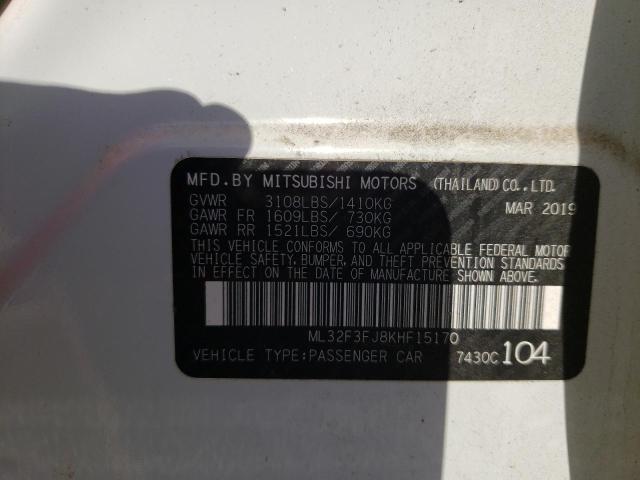 MFD. BY MITSUBISHI MOTORS (THAILAND) CO., LTD.
GVWR 3108LBS/1410KG MAR 2019
GAWR FR 1609LBS/ 730KG
GAWR RR 1521LBS/ 690KG
THIS VEHICLE CONFORMS TO ALL APPLICABLE FEDERAL MOTOR
VEHICLE SAFETY, BUMPER, AND THEFT PREVENTION STANDARDS
IN EFFECT ON THE DATE OF MANUFACTURE SHOWN ABOVE.
ML32F3FJ8KHF15170
VEHICLE TYPE:PASSENGER CAR 7430C 104